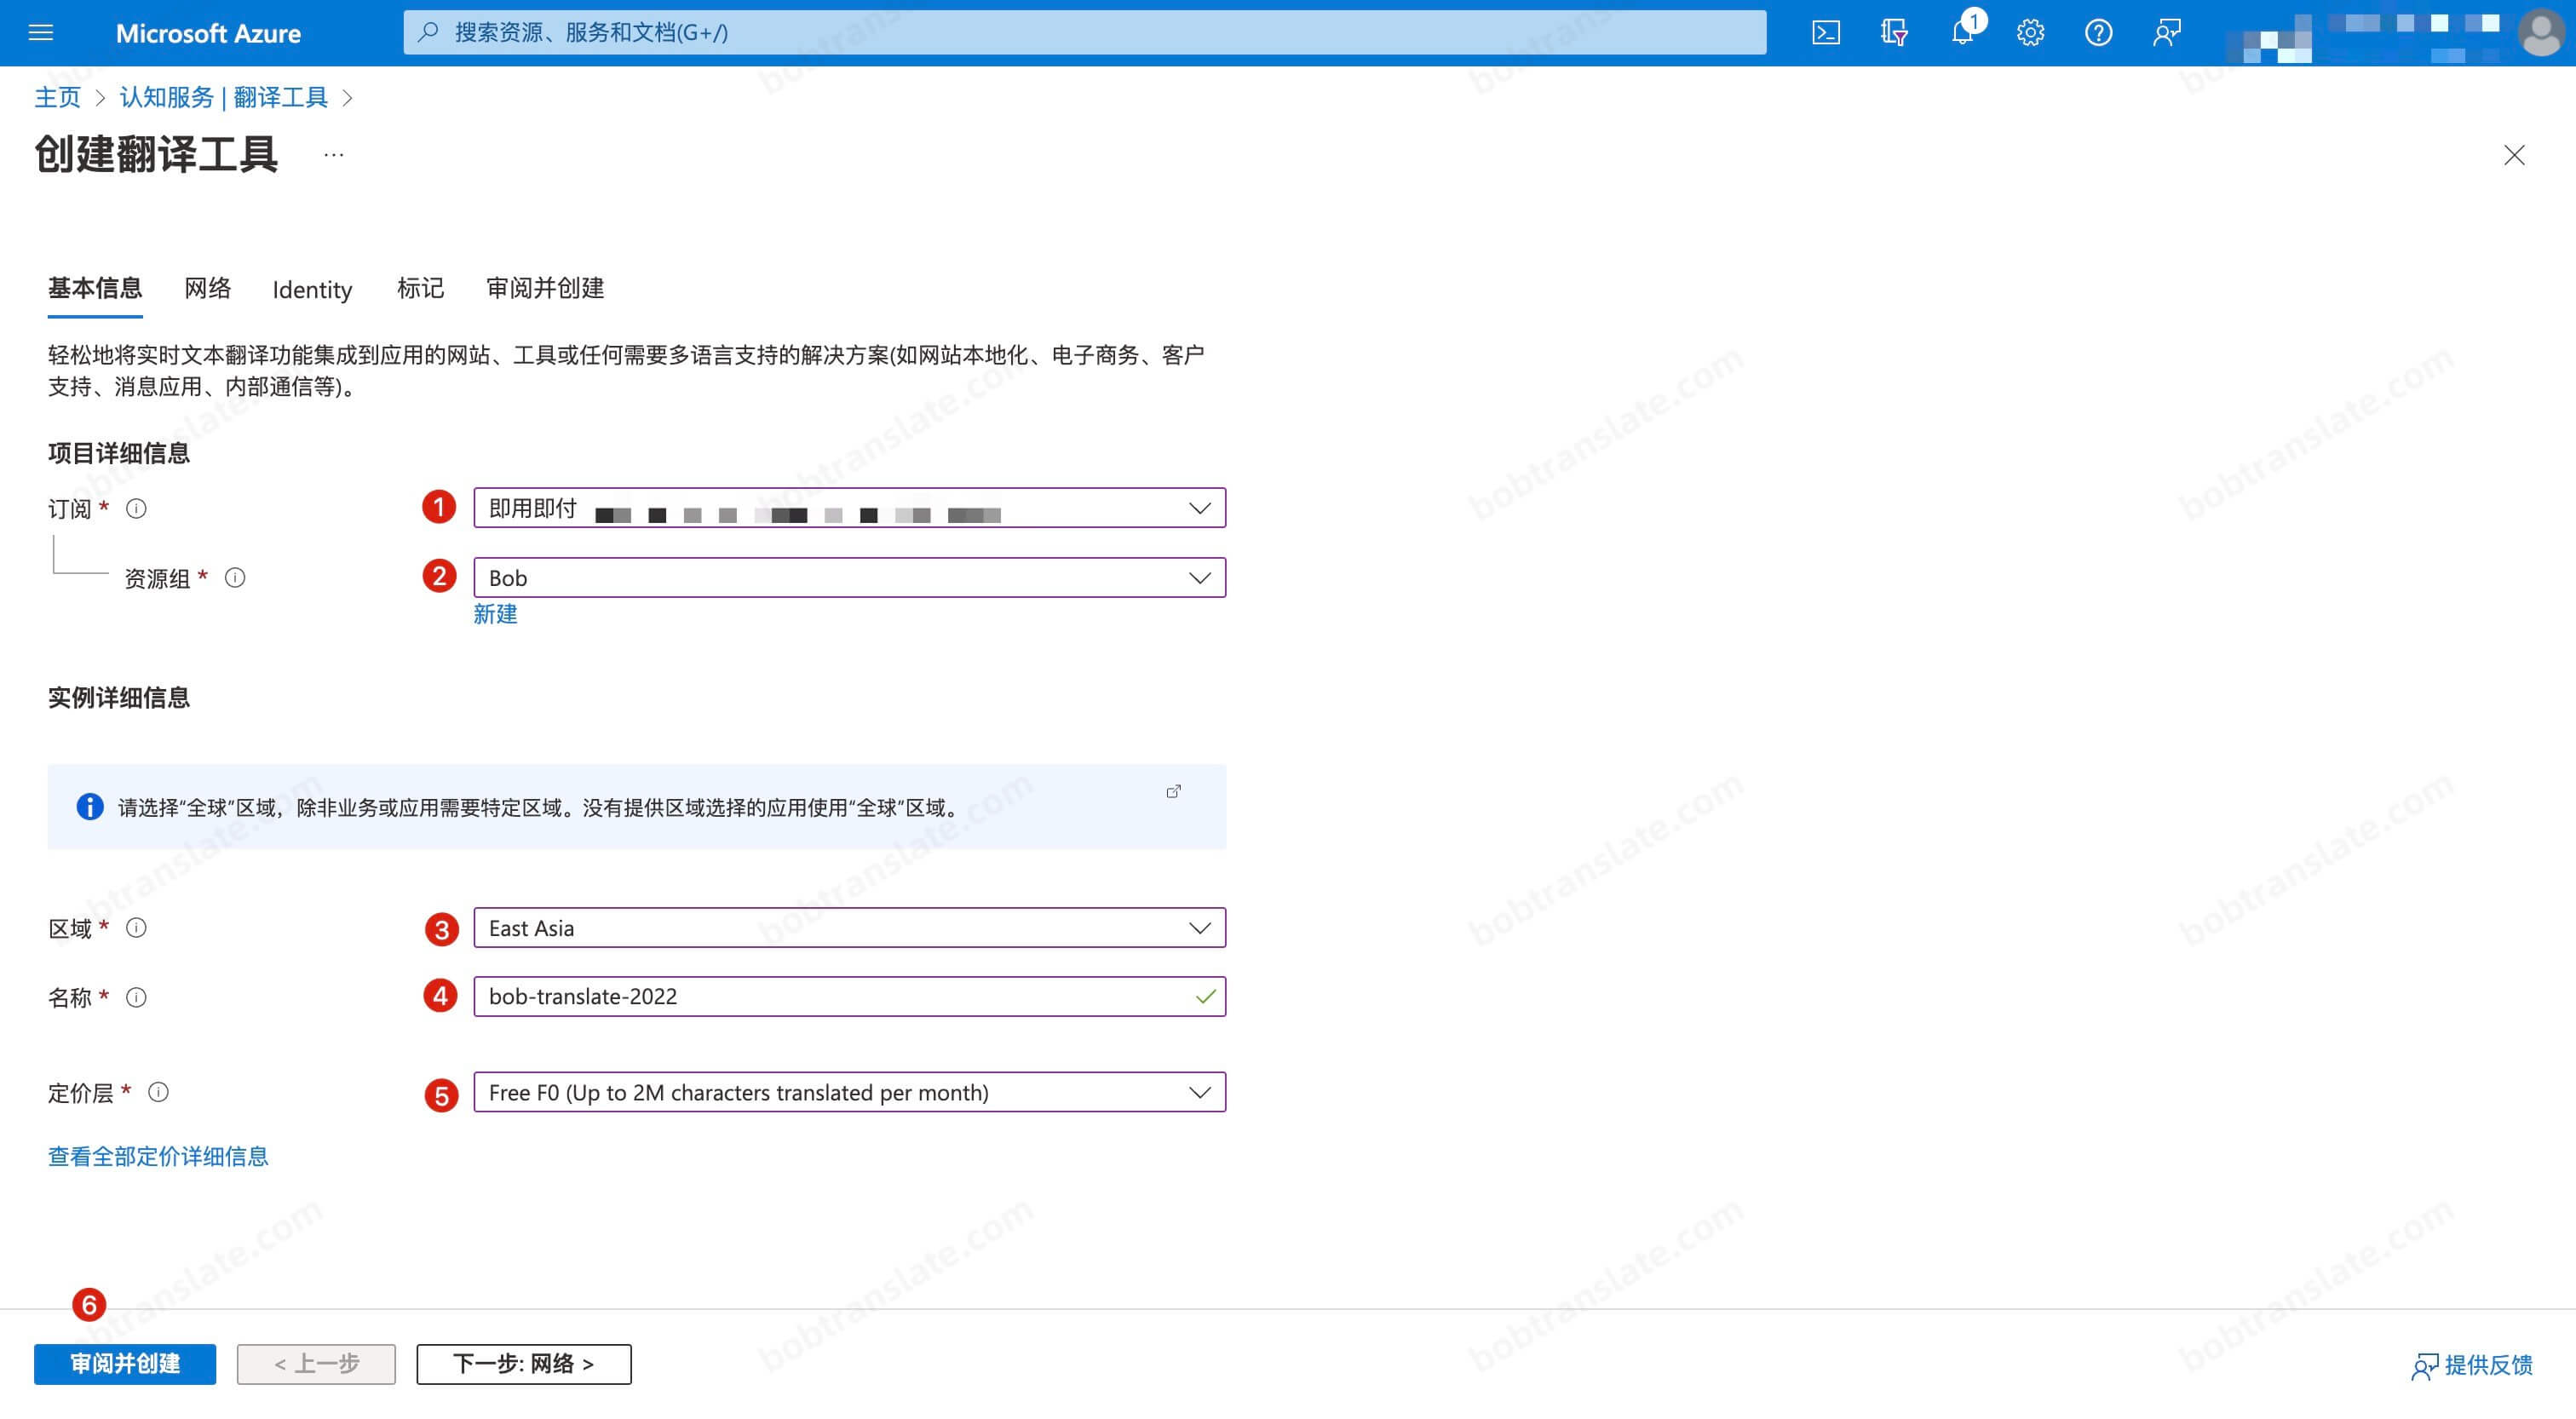 Microsoft Azure
搜索资源、服务和文档(G+/)
1
主页 > 认知服务 | 翻译工具 >
创建翻译工具 ...
基本信息 网络 Identity 标记 审阅并创建
轻松地将实时文本翻译功能集成到应用的网站、工具或任何需要多语言支持的解决方案(如网站本地化、电子商务、客户
支持、消息应用、内部通信等)。
项目详细信息
订阅 * 1 即用即付
资源组 * 2 Bob
新建
实例详细信息
请选择“全球”区域，除非业务或应用需要特定区域。没有提供区域选择的应用使用“全球”区域。
区域 * 3 East Asia
名称 * 4 bob-translate-2022
定价层 * 5 Free F0 (Up to 2M characters translated per month)
查看全部定价详细信息
6
审阅并创建 < 上一步 下一步: 网络 >
提供反馈
bobtranslate.com